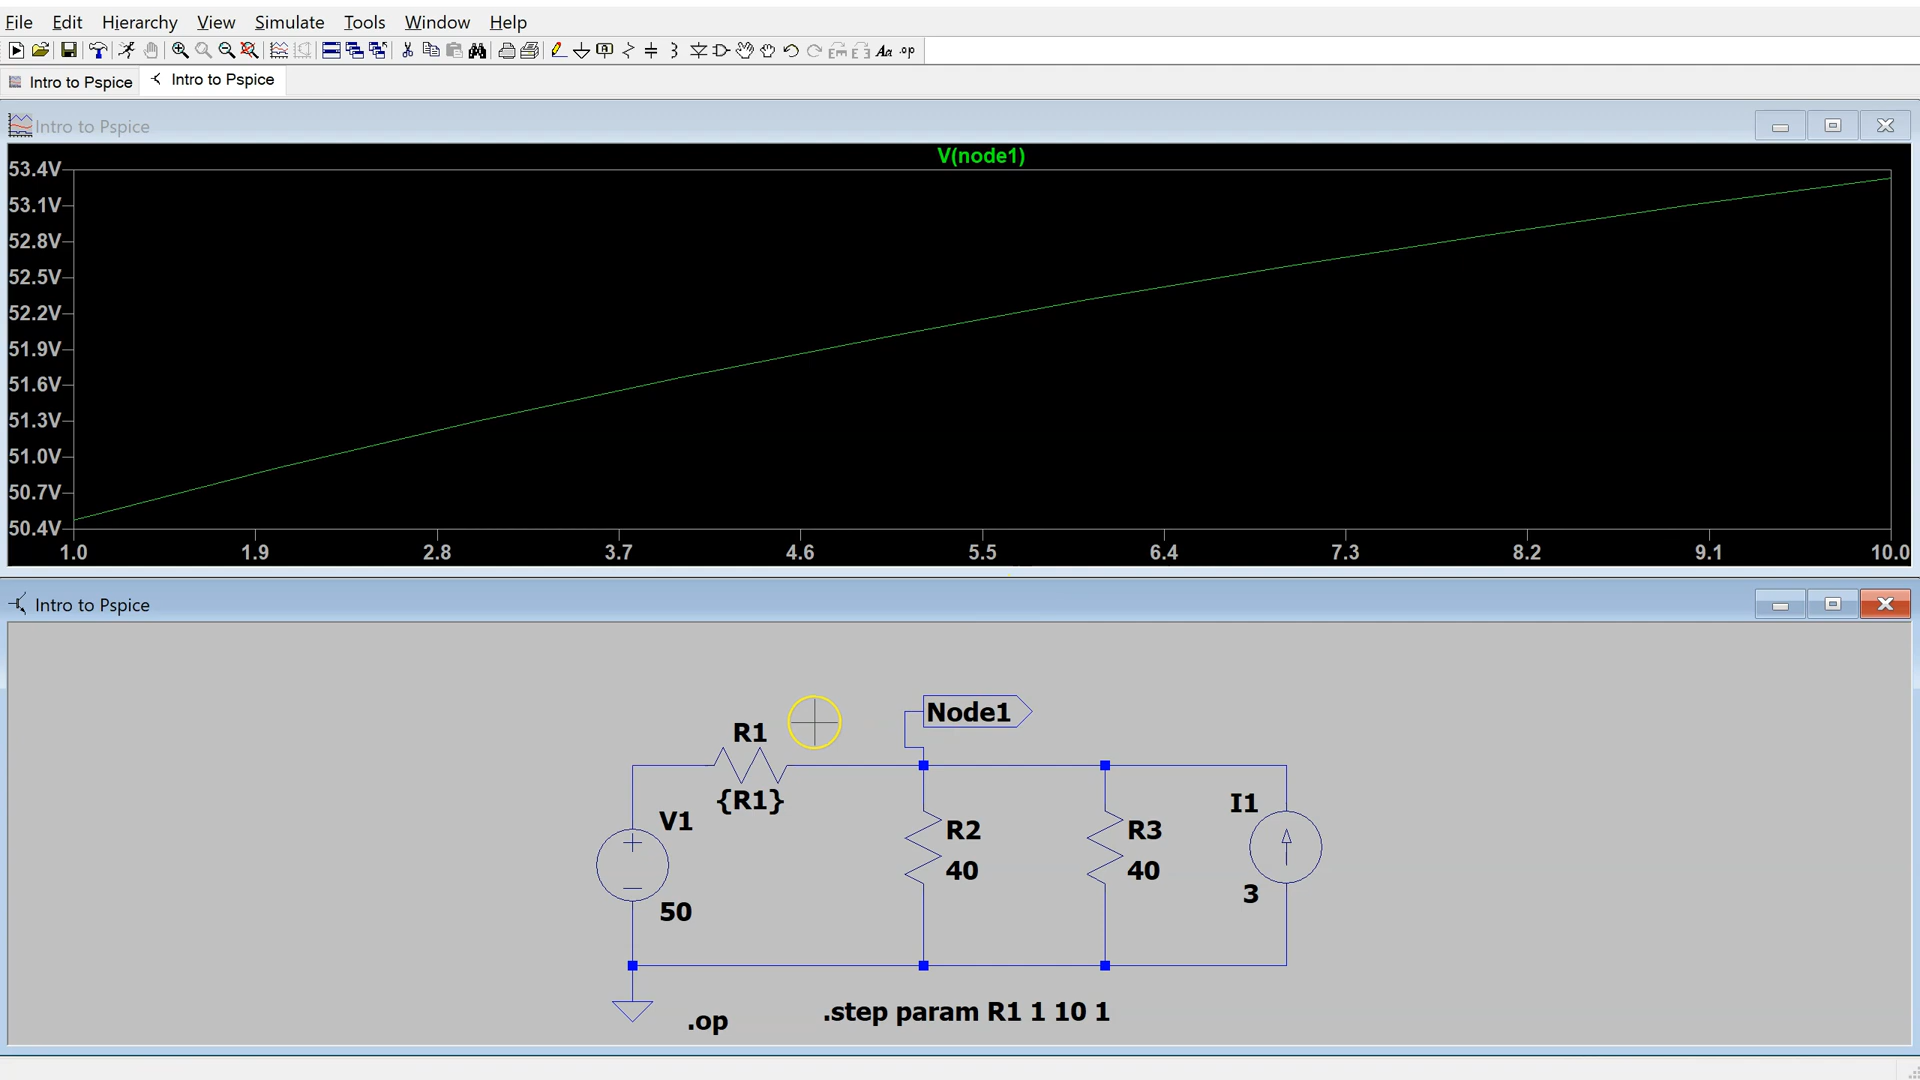 File Edit Hierarchy View Simulate Tools Window Help
Aa .op
Intro to Pspice Intro to Pspice
Intro to Pspice
V(node1)
53.4V
53.1V
52.8V
52.5V
52.2V
51.9V
51.6V
51.3V
51.0V
50.7V
50.4V
1.0 1.9 2.8 3.7 4.6 5.5 6.4 7.3 8.2 9.1 10.0
Intro to Pspice
Node1
R1
{R1}
V1
50
R2
40
R3
40
I1
3
.op
.step param R1 1 10 1